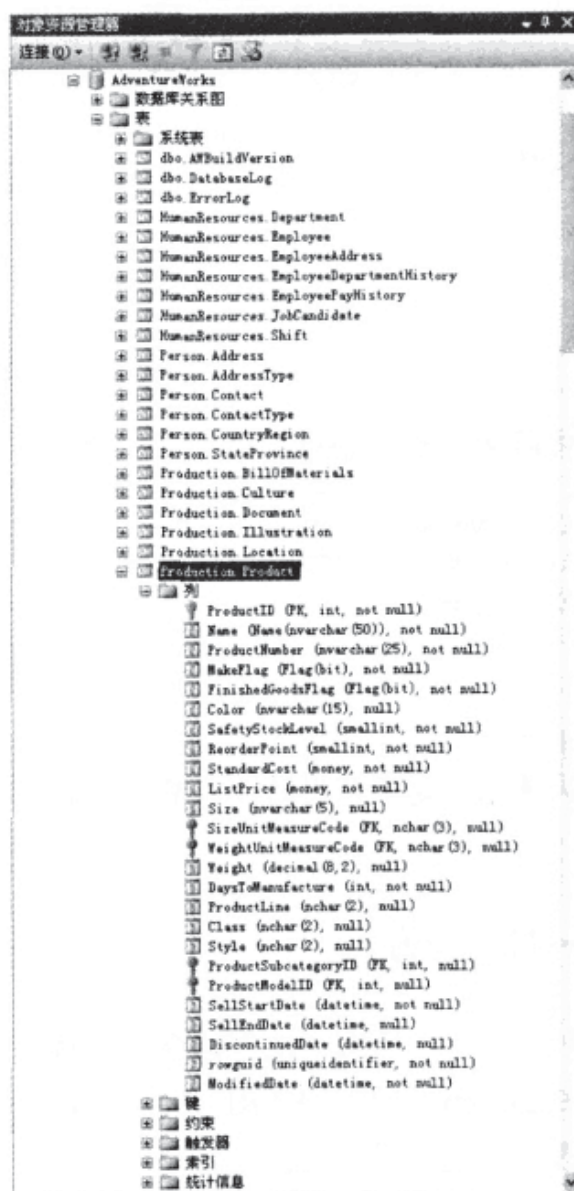 对象资源管理器
连接(O)
AdventureWorks
数据库关系图
表
系统表
dbo.AWBuildVersion
dbo.DatabaseLog
dbo.ErrorLog
HumanResources.Department
HumanResources.Employee
HumanResources.EmployeeAddress
HumanResources.EmployeeDepartmentHistory
HumanResources.EmployeePayHistory
HumanResources.JobCandidate
HumanResources.Shift
Person.Address
Person.AddressType
Person.Contact
Person.ContactType
Person.CountryRegion
Person.StateProvince
Production.BillOfMaterials
Production.Culture
Production.Document
Production.Illustration
Production.Location
Production.Product
列
ProductID (PK, int, not null)
Name (Name(nvarchar(50)), not null)
ProductNumber (nvarchar(25), not null)
MakeFlag (Flag(bit), not null)
FinishedGoodsFlag (Flag(bit), not null)
Color (nvarchar(15), null)
SafetyStockLevel (smallint, not null)
ReorderPoint (smallint, not null)
StandardCost (money, not null)
ListPrice (money, not null)
Size (nvarchar(5), null)
SizeUnitMeasureCode (FK, nchar(3), null)
WeightUnitMeasureCode (FK, nchar(3), null)
Weight (decimal(8,2), null)
DaysToManufacture (int, not null)
ProductLine (nchar(2), null)
Class (nchar(2), null)
Style (nchar(2), null)
ProductSubcategoryID (FK, int, null)
ProductModelID (FK, int, null)
SellStartDate (datetime, not null)
SellEndDate (datetime, null)
DiscontinuedDate (datetime, null)
rowguid (uniqueidentifier, not null)
ModifiedDate (datetime, not null)
键
约束
触发器
索引
统计信息